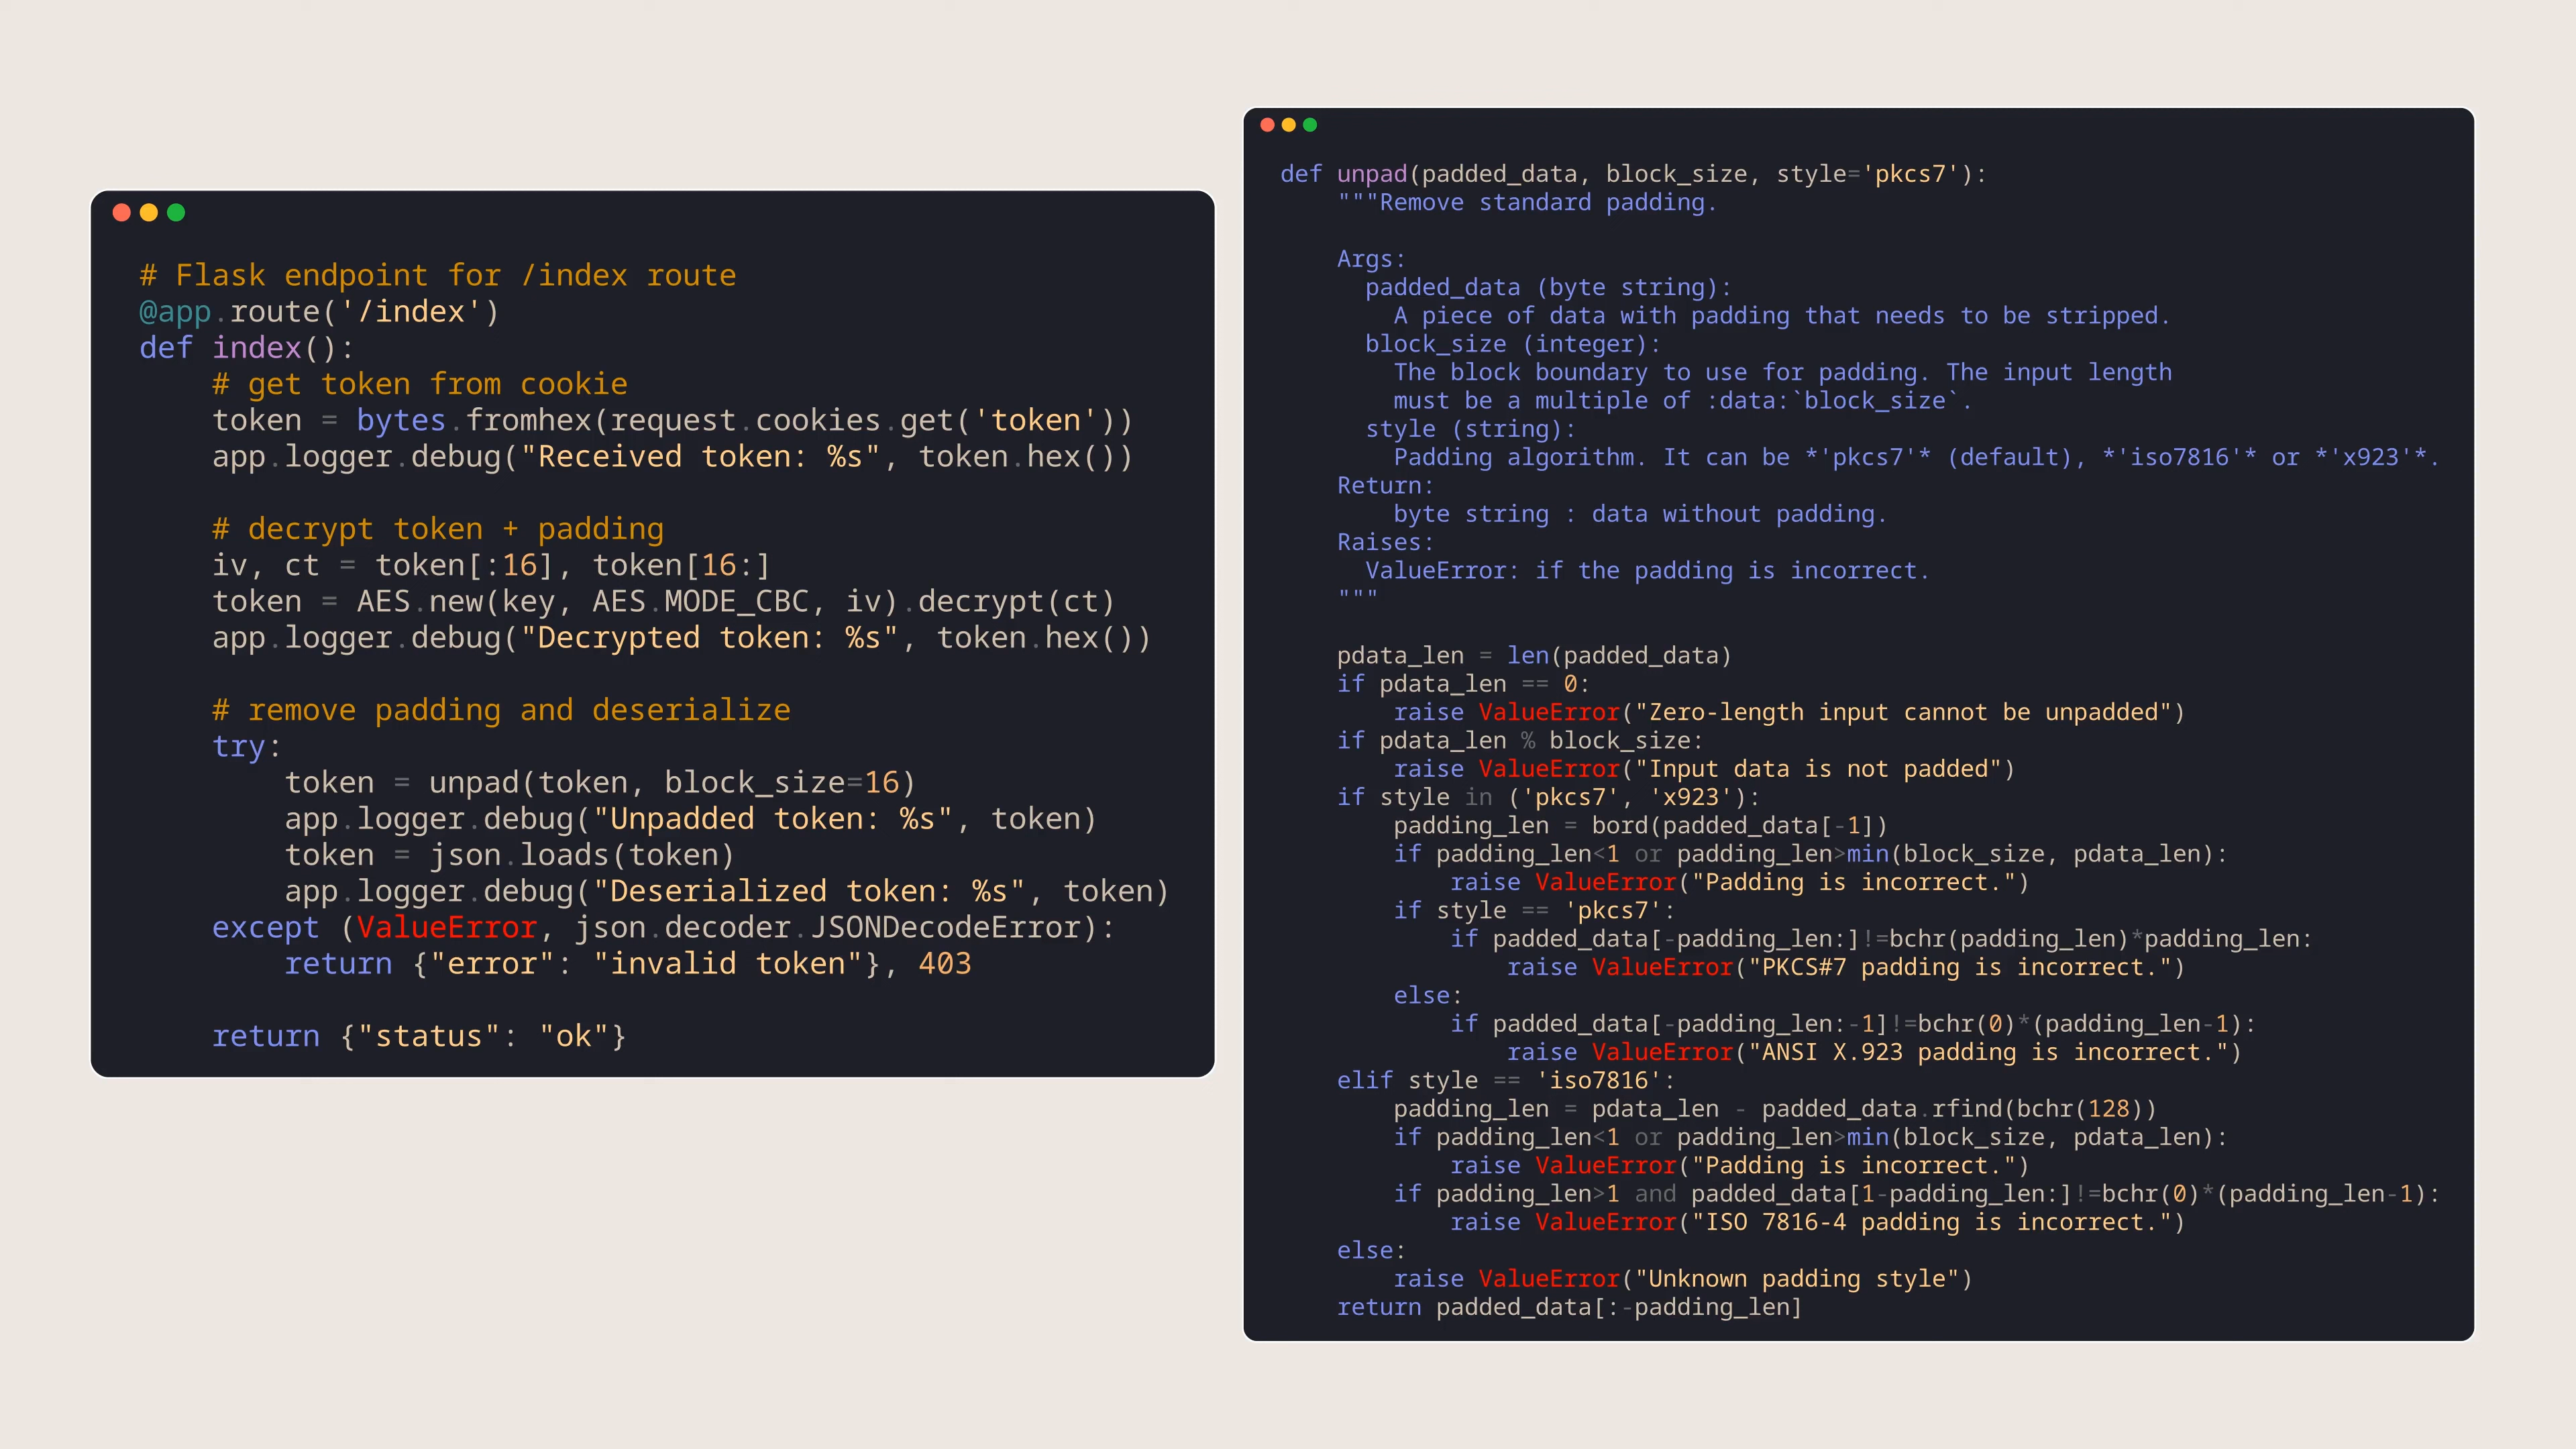 # Flask endpoint for /index route
@app.route('/index')
def index():
    # get token from cookie
    token = bytes.fromhex(request.cookies.get('token'))
    app.logger.debug("Received token: %s", token.hex())

    # decrypt token + padding
    iv, ct = token[:16], token[16:]
    token = AES.new(key, AES.MODE_CBC, iv).decrypt(ct)
    app.logger.debug("Decrypted token: %s", token.hex())

    # remove padding and deserialize
    try:
        token = unpad(token, block_size=16)
        app.logger.debug("Unpadded token: %s", token)
        token = json.loads(token)
        app.logger.debug("Deserialized token: %s", token)
    except (ValueError, json.decoder.JSONDecodeError):
        return {"error": "invalid token"}, 403

    return {"status": "ok"}
def unpad(padded_data, block_size, style='pkcs7'):
    """Remove standard padding.

    Args:
      padded_data (byte string):
        A piece of data with padding that needs to be stripped.
      block_size (integer):
        The block boundary to use for padding. The input length
        must be a multiple of :data:`block_size`.
      style (string):
        Padding algorithm. It can be *'pkcs7'* (default), *'iso7816'* or *'x923'*.
    Return:
        byte string : data without padding.
    Raises:
      ValueError: if the padding is incorrect.
    """

    pdata_len = len(padded_data)
    if pdata_len == 0:
        raise ValueError("Zero-length input cannot be unpadded")
    if pdata_len % block_size:
        raise ValueError("Input data is not padded")
    if style in ('pkcs7', 'x923'):
        padding_len = bord(padded_data[-1])
        if padding_len<1 or padding_len>min(block_size, pdata_len):
            raise ValueError("Padding is incorrect.")
        if style == 'pkcs7':
            if padded_data[-padding_len:]!=bchr(padding_len)*padding_len:
                raise ValueError("PKCS#7 padding is incorrect.")
        else:
            if padded_data[-padding_len:-1]!=bchr(0)*(padding_len-1):
                raise ValueError("ANSI X.923 padding is incorrect.")
    elif style == 'iso7816':
        padding_len = pdata_len - padded_data.rfind(bchr(128))
        if padding_len<1 or padding_len>min(block_size, pdata_len):
            raise ValueError("Padding is incorrect.")
        if padding_len>1 and padded_data[1-padding_len:]!=bchr(0)*(padding_len-1):
            raise ValueError("ISO 7816-4 padding is incorrect.")
    else:
        raise ValueError("Unknown padding style")
    return padded_data[:-padding_len]